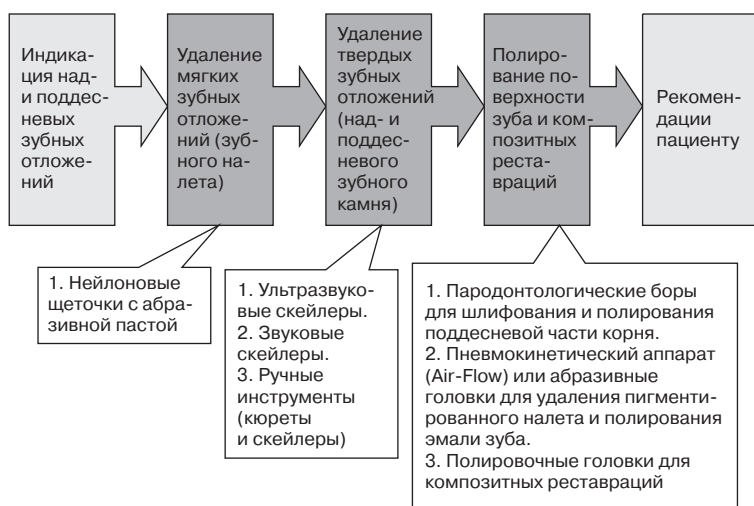 Индика-
ция над-
и поддес-
невых
зубных
отложе-
ний
Удаление
мягких
зубных
отложе-
ний (зуб-
ного на-
лета)
Удаление
твердых
зубных
отложений
(над- и
поддес-
невого
зубного
камня)
Полиро-
вание по-
верхности
зуба и ком-
позитных
реста-
враций
Рекомен-
дации
пациенту
1. Нейлоновые
щеточки с абра-
зивной пастой
1. Ультразвуко-
вые скейлеры.
2. Звуковые
скейлеры.
3. Ручные
инструменты
(кюреты
и скейлеры)
1. Пародонтологические боры
для шлифования и полирования
поддесневой части корня.
2. Пневмокинетический аппарат
(Air-Flow) или абразивные
головки для удаления пигменти-
рованного налета и полирования
эмали зуба.
3. Полировочные головки для
композитных реставраций